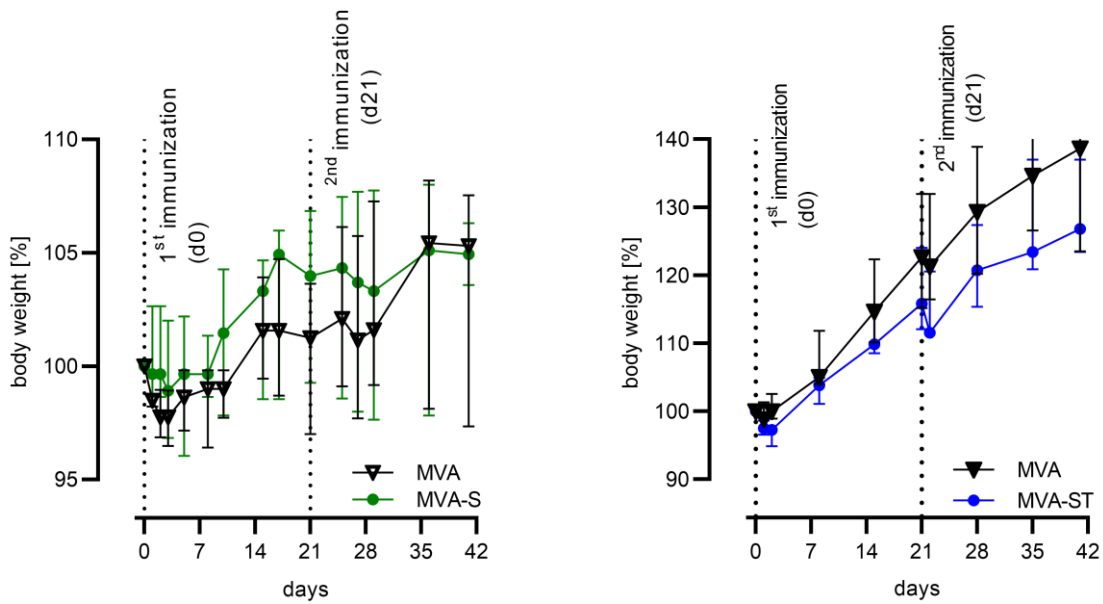 1st immunization
(d0)
2nd immunization
(d21)
body weight [%]
110
105
100
95
MVA
MVA-S
0 7 14 21 28 35 42
days
1st immunization
(d0)
2nd immunization
(d21)
body weight [%]
140
130
120
110
100
90
MVA
MVA-ST
0 7 14 21 28 35 42
days